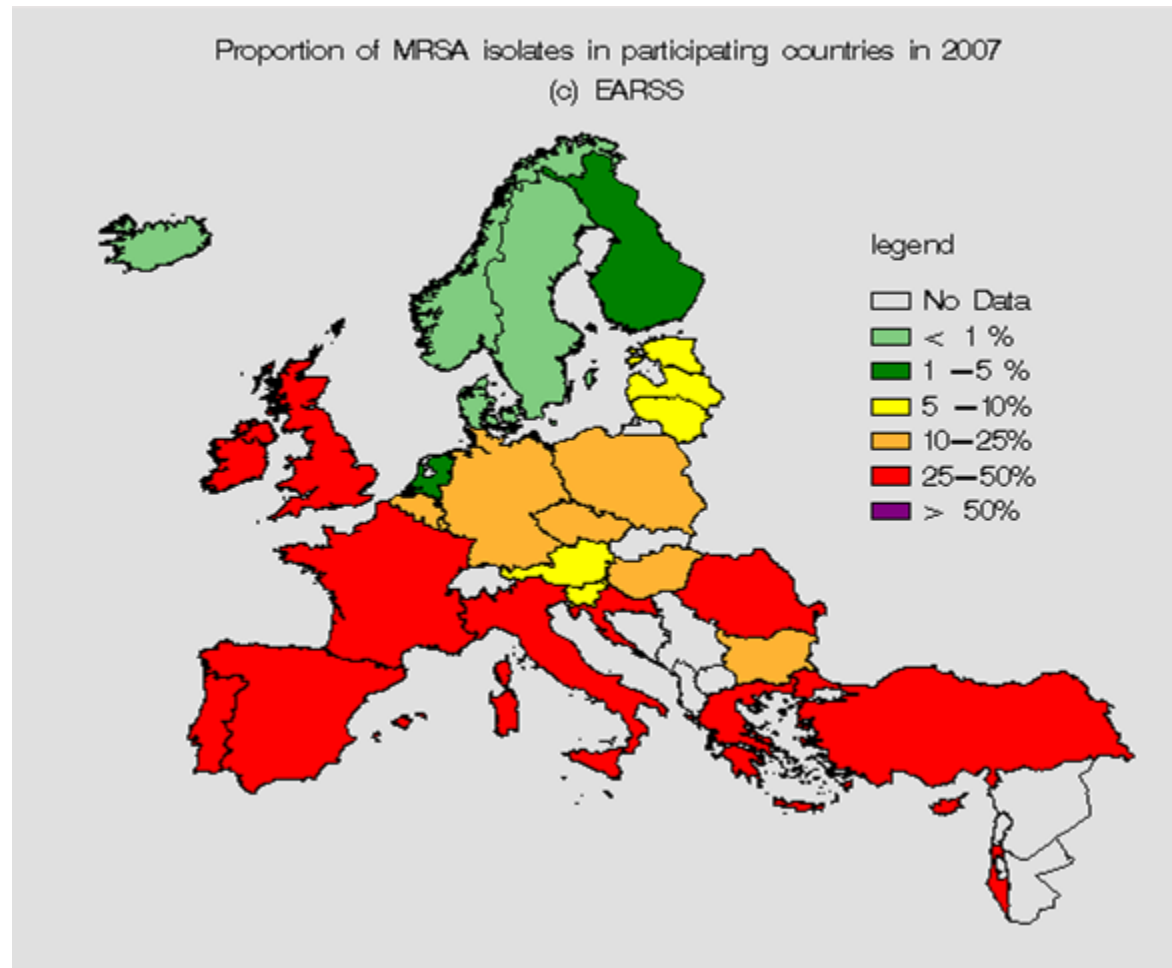 Proportion of MRSA isolates in participating countries in 2007
(c) EARSS
legend
No Data
< 1 %
1 –5 %
5 –10%
10–25%
25–50%
> 50%